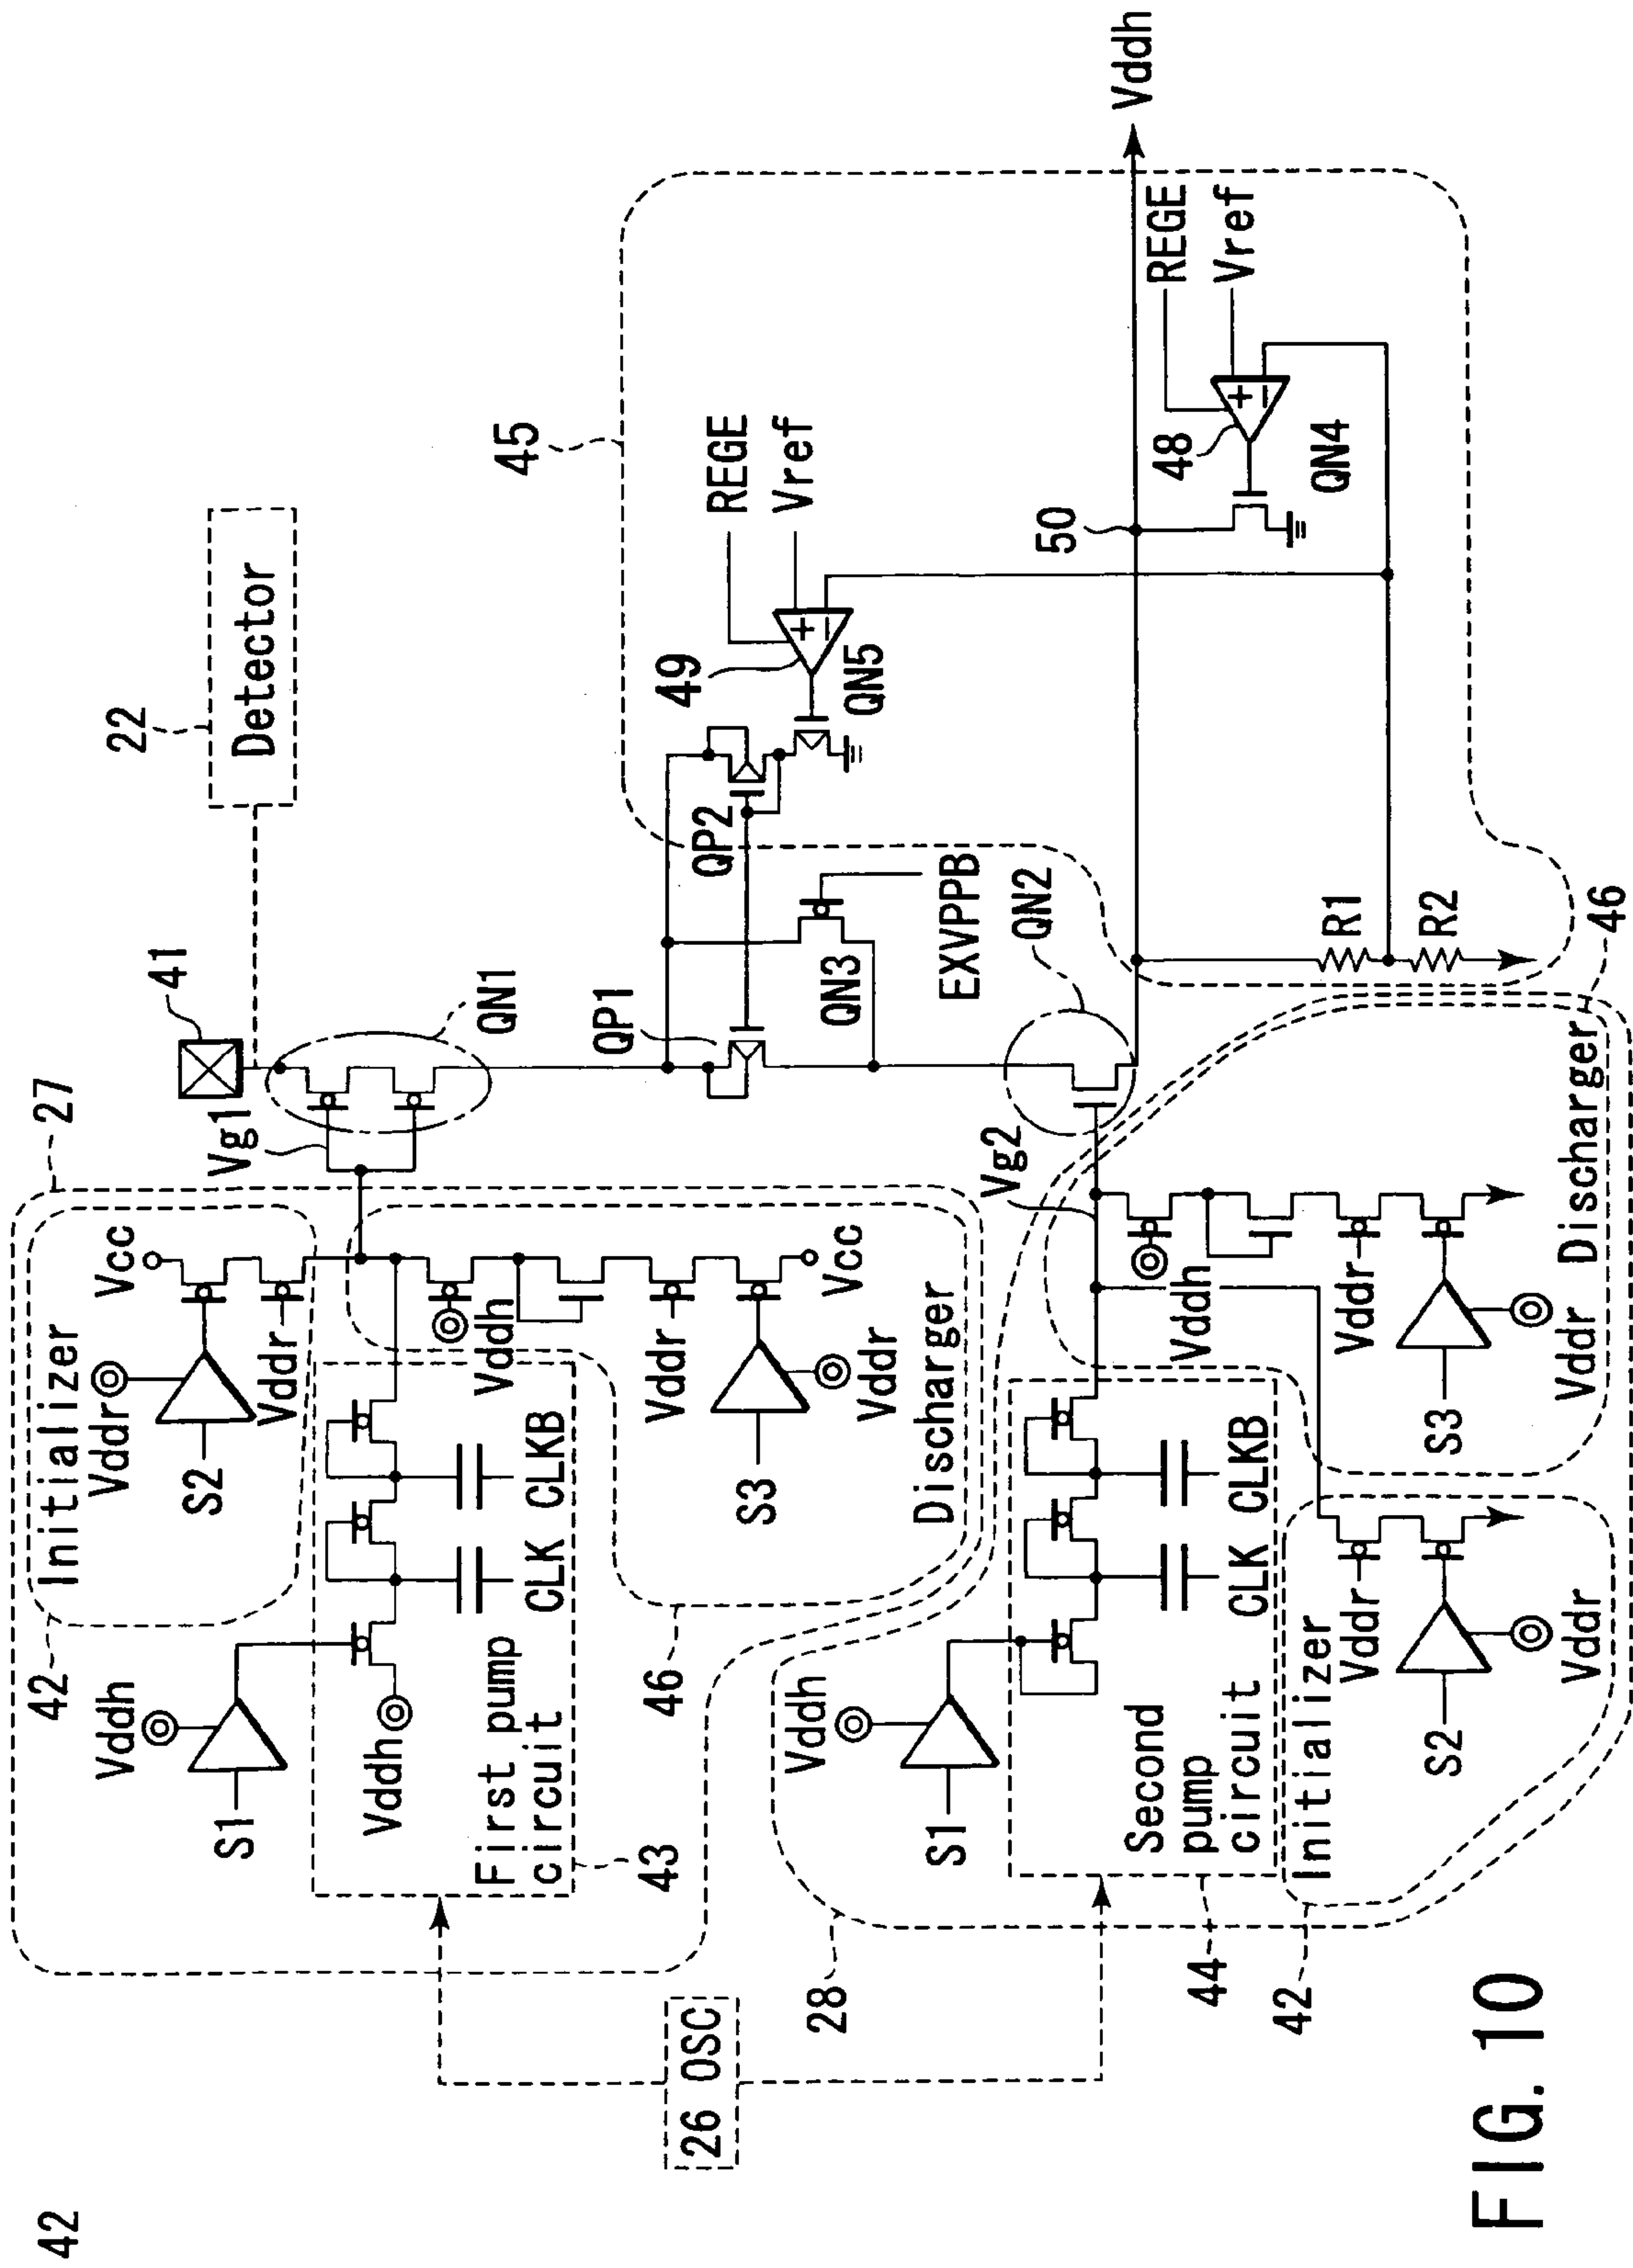 42
26 OSC
FIG. 10
27
Initializer
42
Vcc
Vddr
S2
Vddr
Vddh
S1
Vddh
First pump
circuit
43
CLK
CLKB
Vddh
Vddr
S3
Vddr
Vcc
Discharger
46
Vg1
41
22
Detector
QN1
QP1
QN3
EXVPPB
QP2
49
QN5
REGE
Vref
45
28
Vddh
S1
Second
pump
circuit
44
CLK
CLKB
Initializer
42
Vddr
S2
Vddr
Vg2
QN2
Vddh
Vddr
S3
Vddr
Discharger
46
R1
R2
50
48
QN4
REGE
Vref
Vddh